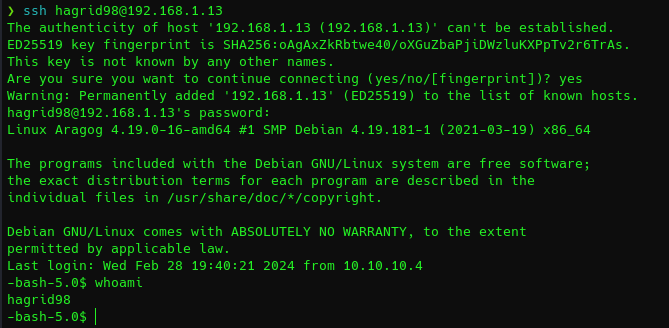 ❯ ssh hagrid98@192.168.1.13
The authenticity of host '192.168.1.13 (192.168.1.13)' can't be established.
ED25519 key fingerprint is SHA256:oAgAxZkRbtwe40/oXGuZbaPjiDWzluKXPpTv2r6TrAs.
This key is not known by any other names.
Are you sure you want to continue connecting (yes/no/[fingerprint])? yes
Warning: Permanently added '192.168.1.13' (ED25519) to the list of known hosts.
hagrid98@192.168.1.13's password:
Linux Aragog 4.19.0-16-amd64 #1 SMP Debian 4.19.181-1 (2021-03-19) x86_64

The programs included with the Debian GNU/Linux system are free software;
the exact distribution terms for each program are described in the
individual files in /usr/share/doc/*/copyright.

Debian GNU/Linux comes with ABSOLUTELY NO WARRANTY, to the extent
permitted by applicable law.
Last login: Wed Feb 28 19:40:21 2024 from 10.10.10.4
-bash-5.0$ whoami
hagrid98
-bash-5.0$